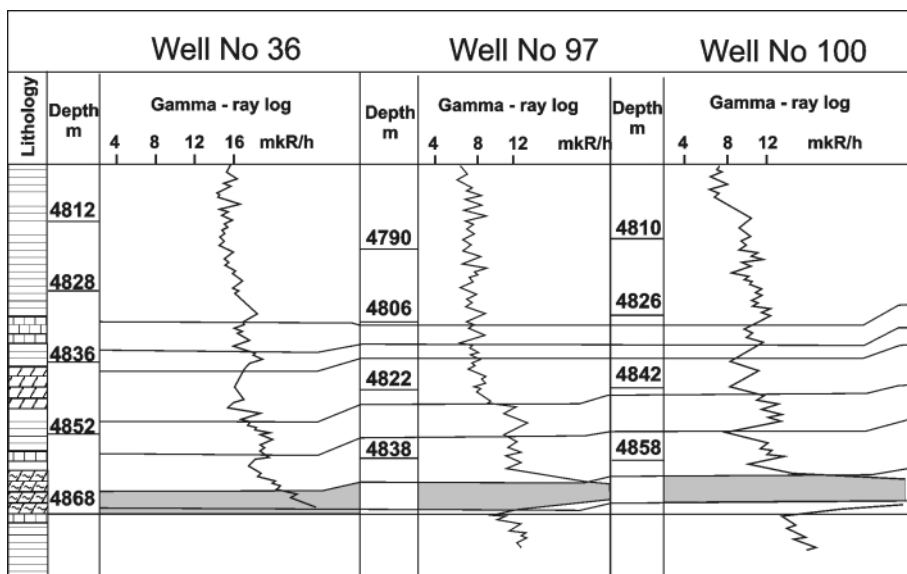 Well No 36 Well No 97 Well No 100
Lithology
Depth m
Gamma - ray log
4 8 12 16 mkR/h
Depth m
Gamma - ray log
4 8 12 mkR/h
Depth m
Gamma - ray log
4 8 12 mkR/h
4812
4828
4836
4852
4868
4790
4806
4822
4838
4810
4826
4842
4858